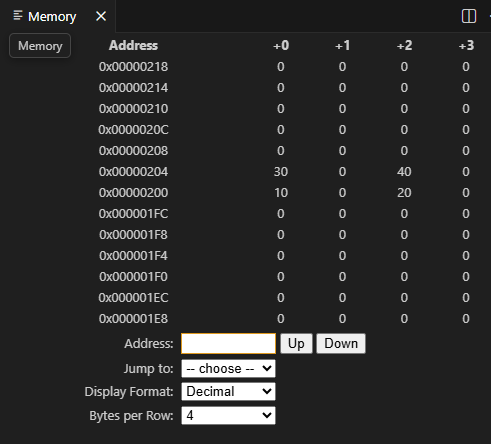 Memory
Memory
Address +0 +1 +2 +3
0x00000218 0 0 0 0
0x00000214 0 0 0 0
0x00000210 0 0 0 0
0x0000020C 0 0 0 0
0x00000208 0 0 0 0
0x00000204 30 0 40 0
0x00000200 10 0 20 0
0x000001FC 0 0 0 0
0x000001F8 0 0 0 0
0x000001F4 0 0 0 0
0x000001F0 0 0 0 0
0x000001EC 0 0 0 0
0x000001E8 0 0 0 0
Address: Up Down
Jump to: -- choose --
Display Format: Decimal
Bytes per Row: 4